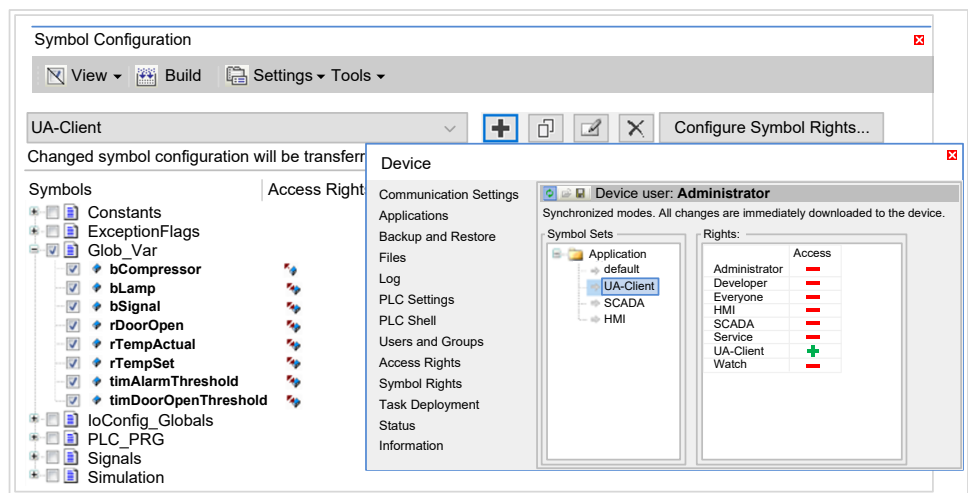 Symbol Configuration
View Build Settings Tools
UA-Client
Configure Symbol Rights...
Changed symbol configuration will be transferr
Symbols Access Right
Constants
ExceptionFlags
Glob_Var
bCompressor
bLamp
bSignal
rDoorOpen
rTempActual
rTempSet
timAlarmThreshold
timDoorOpenThreshold
IoConfig_Globals
PLC_PRG
Signals
Simulation
Device
Communication Settings
Applications
Backup and Restore
Files
Log
PLC Settings
PLC Shell
Users and Groups
Access Rights
Symbol Rights
Task Deployment
Status
Information
Device user: Administrator
Synchronized modes. All changes are immediately downloaded to the device.
Symbol Sets
Application
default
UA-Client
SCADA
HMI
Rights:
Access
Administrator
Developer
Everyone
HMI
SCADA
Service
UA-Client
Watch